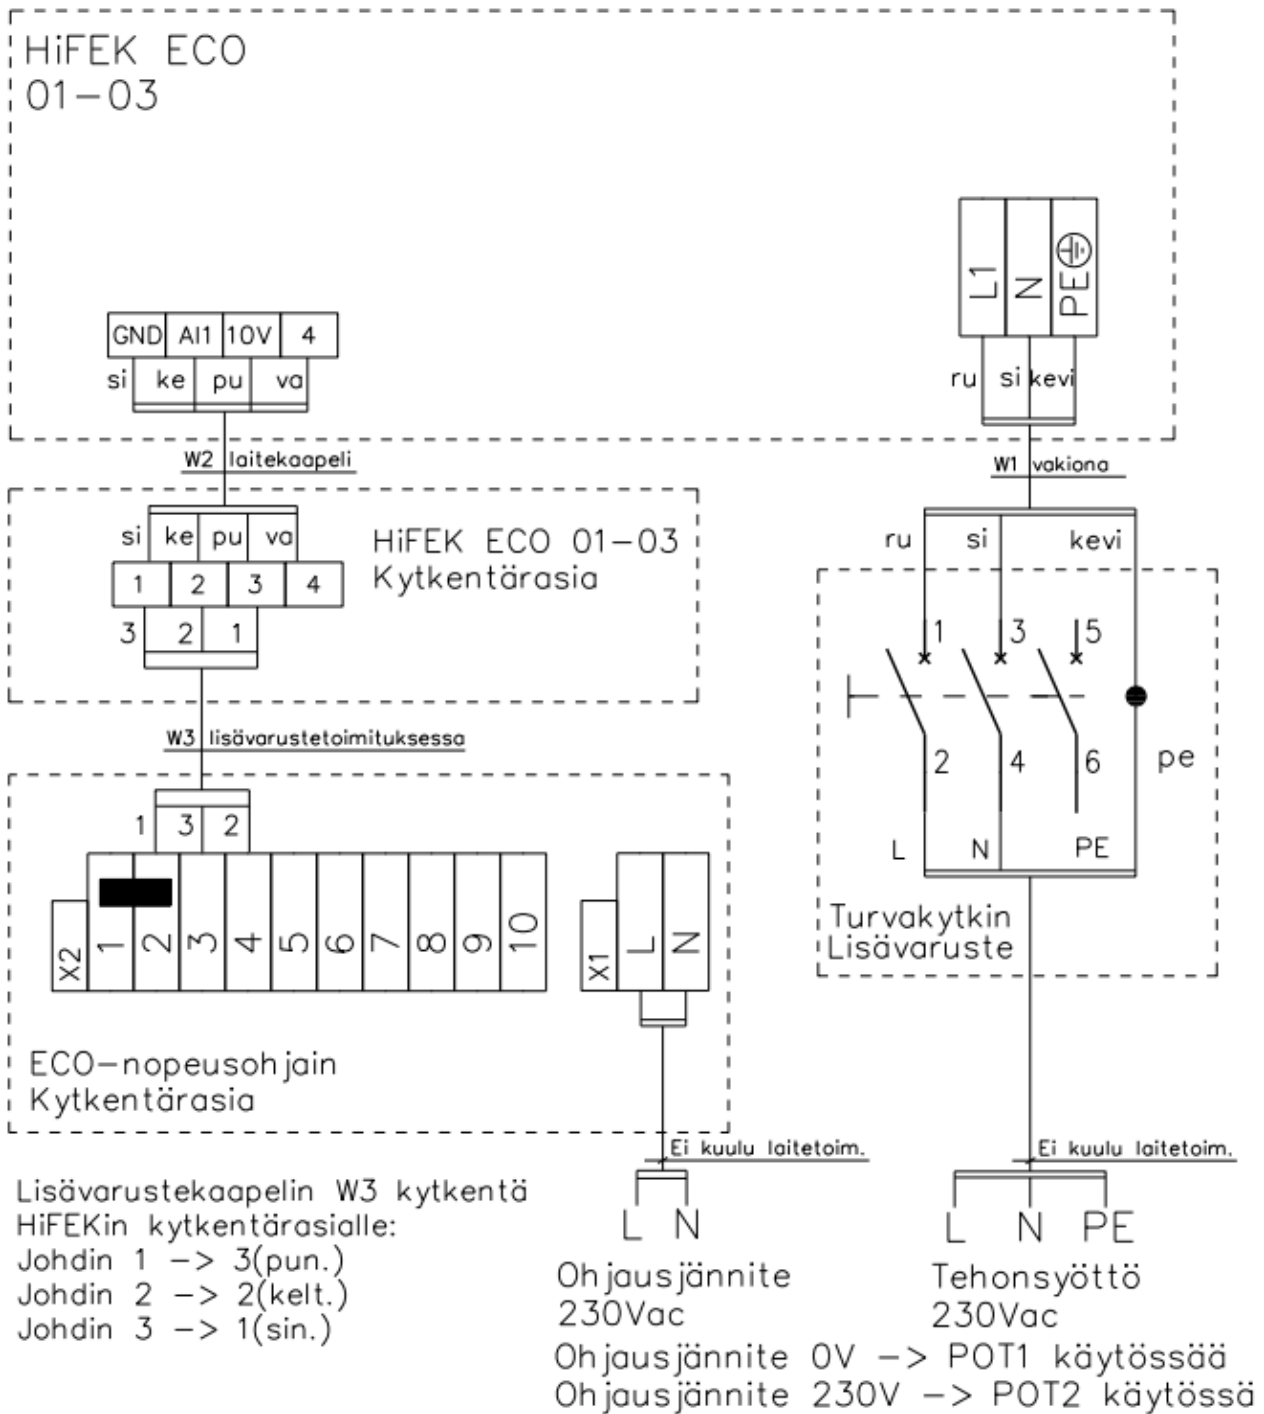 HiFEK ECO
01-03
L1 N PE
GND AI1 10V 4
si ke pu va
ru si kevi
W2 laitekaapeli
W1 vakiona
si ke pu va
HiFEK ECO 01-03
Kytkentärasia
1 2 3 4
3 2 1
ru si kevi
1 3 5
2 4 6 pe
L N PE
Turvakytkin
Lisävaruste
W3 lisävarustetoimituksessa
1 3 2
X2 1 2 3 4 5 6 7 8 9 10
X1 L N
ECO-nopeusohjain
Kytkentärasia
Ei kuulu laitetoim.
Ei kuulu laitetoim.
Lisävarustekaapelin W3 kytkentä
HiFEKin kytkentärasialle:
Johdin 1 -> 3(pun.)
Johdin 2 -> 2(kelt.)
Johdin 3 -> 1(sin.)
L N
Ohjausjännite
230Vac
L N PE
Tehonsyöttö
230Vac
Ohjausjännite 0V -> POT1 käytössää
Ohjausjännite 230V -> POT2 käytössä